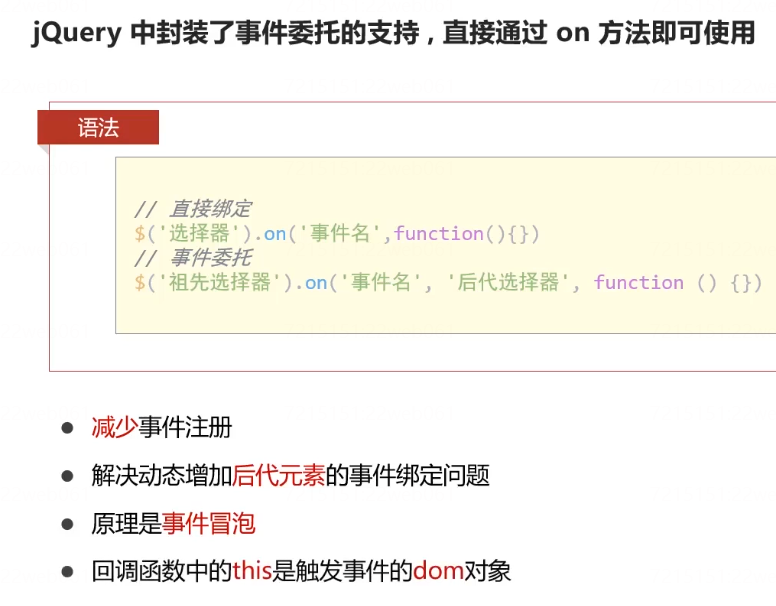 jQuery 中封装了事件委托的支持 , 直接通过 on 方法即可使用
语法
// 直接绑定
$('选择器').on('事件名',function(){})
// 事件委托
$('祖先选择器').on('事件名', '后代选择器', function () {})
● 减少事件注册
● 解决动态增加后代元素的事件绑定问题
● 原理是事件冒泡
● 回调函数中的this是触发事件的dom对象